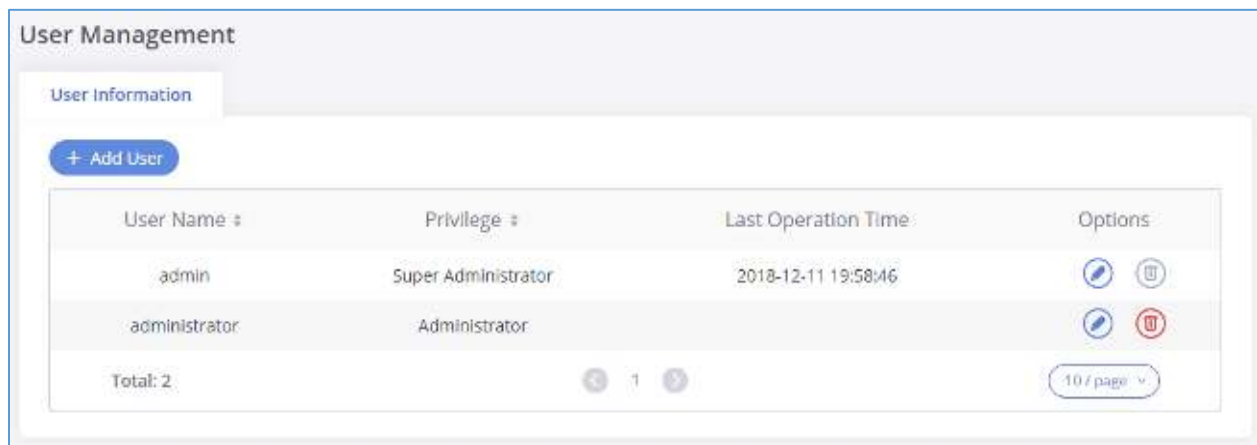 User Management
User Information
+ Add User
User Name Privilege Last Operation Time Options
admin Super Administrator 2018-12-11 19:58:46
administrator Administrator
Total: 2 1 10 / page